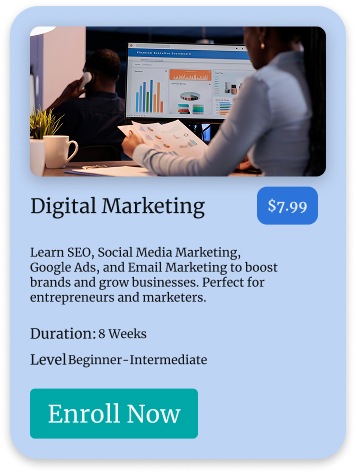 Digital Marketing
$7.99
Learn SEO, Social Media Marketing,
Google Ads, and Email Marketing to boost
brands and grow businesses. Perfect for
entrepreneurs and marketers.
Duration: 8 Weeks
Level Beginner-Intermediate
Enroll Now